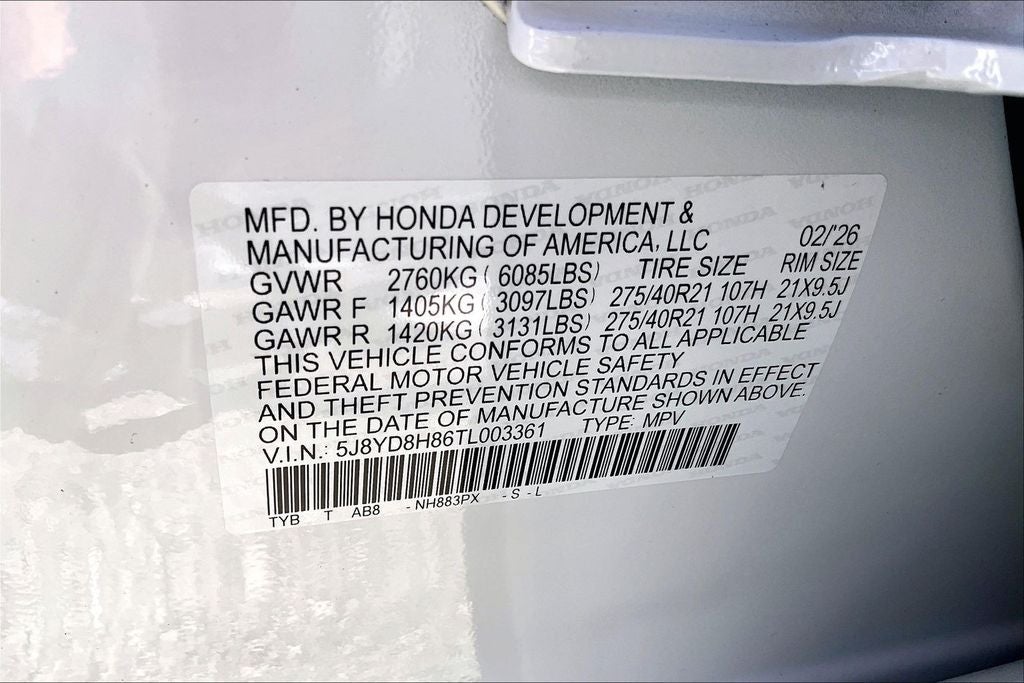 MFD. BY HONDA DEVELOPMENT &
MANUFACTURING OF AMERICA, LLC 02/'26
GVWR 2760KG ( 6085LBS) TIRE SIZE RIM SIZE
GAWR F 1405KG ( 3097LBS) 275/40R21 107H 21X9.5J
GAWR R 1420KG ( 3131LBS) 275/40R21 107H 21X9.5J
THIS VEHICLE CONFORMS TO ALL APPLICABLE
FEDERAL MOTOR VEHICLE SAFETY
AND THEFT PREVENTION STANDARDS IN EFFECT
ON THE DATE OF MANUFACTURE SHOWN ABOVE.
V.I.N.: 5J8YD8H86TL003361 TYPE: MPV
TYB T AB8 - NH883PX - S - L